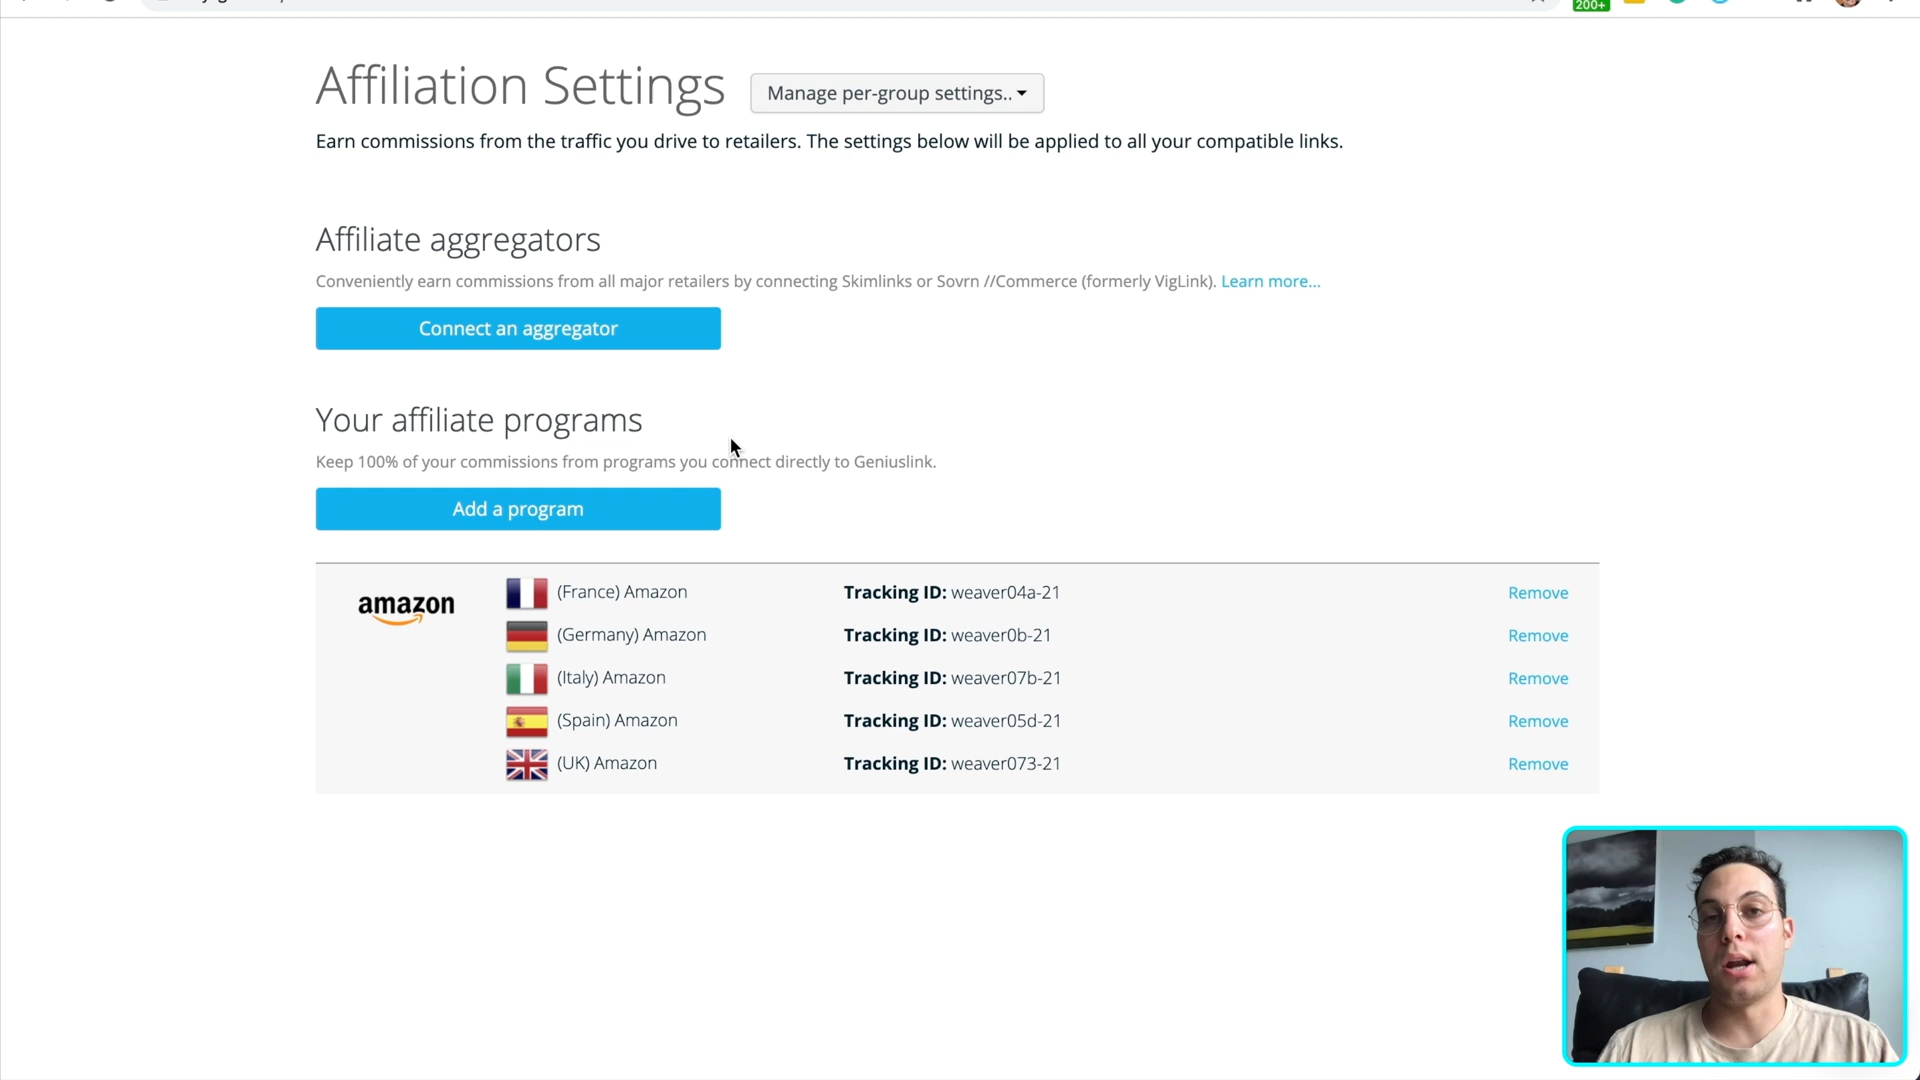 200+
Affiliation Settings
Manage per-group settings..
Earn commissions from the traffic you drive to retailers. The settings below will be applied to all your compatible links.
Affiliate aggregators
Conveniently earn commissions from all major retailers by connecting Skimlinks or Sovrn //Commerce (formerly VigLink). Learn more...
Connect an aggregator
Your affiliate programs
Keep 100% of your commissions from programs you connect directly to Geniuslink.
Add a program
amazon
(France) Amazon Tracking ID: weaver04a-21 Remove
(Germany) Amazon Tracking ID: weaver0b-21 Remove
(Italy) Amazon Tracking ID: weaver07b-21 Remove
(Spain) Amazon Tracking ID: weaver05d-21 Remove
(UK) Amazon Tracking ID: weaver073-21 Remove